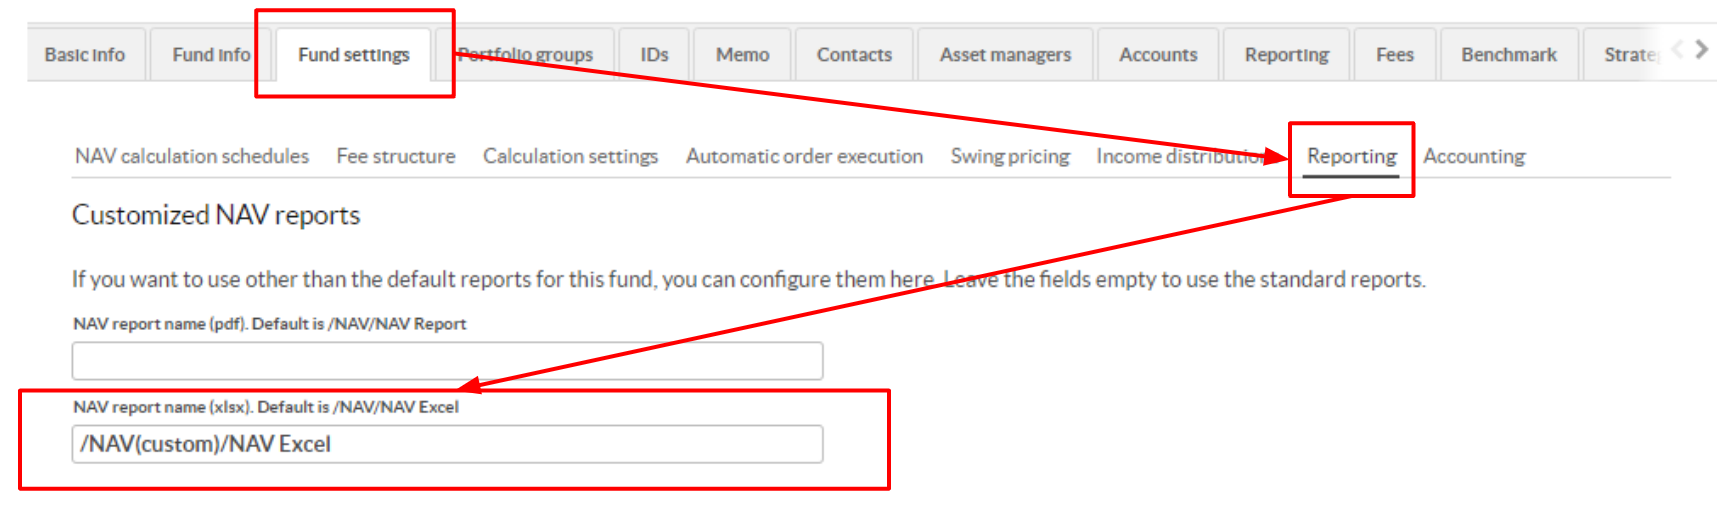 Basic info Fund info Fund settings Portfolio groups IDs Memo Contacts Asset managers Accounts Reporting Fees Benchmark
NAV calculation schedules Fee structure Calculation settings Automatic order execution Swing pricing Income distribution Reporting Accounting
Customized NAV reports
If you want to use other than the default reports for this fund, you can configure them here. Leave the fields empty to use the standard reports.
NAV report name (pdf). Default is /NAV/NAV Report
NAV report name (xlsx). Default is /NAV/NAV Excel
/NAV(custom)/NAV Excel